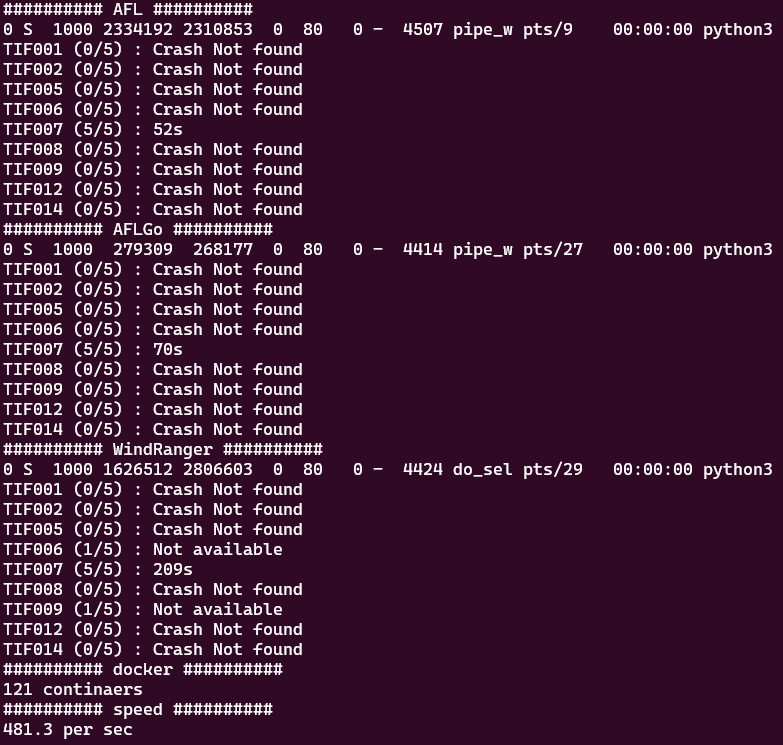 ########## AFL ##########
0 S  1000 2334192 2310853  0  80   0 -  4507 pipe_w pts/9    00:00:00 python3
TIF001 (0/5) : Crash Not found
TIF002 (0/5) : Crash Not found
TIF005 (0/5) : Crash Not found
TIF006 (0/5) : Crash Not found
TIF007 (5/5) : 52s
TIF008 (0/5) : Crash Not found
TIF009 (0/5) : Crash Not found
TIF012 (0/5) : Crash Not found
TIF014 (0/5) : Crash Not found
########## AFLGo ##########
0 S  1000  279309  268177  0  80   0 -  4414 pipe_w pts/27   00:00:00 python3
TIF001 (0/5) : Crash Not found
TIF002 (0/5) : Crash Not found
TIF005 (0/5) : Crash Not found
TIF006 (0/5) : Crash Not found
TIF007 (5/5) : 70s
TIF008 (0/5) : Crash Not found
TIF009 (0/5) : Crash Not found
TIF012 (0/5) : Crash Not found
TIF014 (0/5) : Crash Not found
########## WindRanger ##########
0 S  1000 1626512 2806603  0  80   0 -  4424 do_sel pts/29   00:00:00 python3
TIF001 (0/5) : Crash Not found
TIF002 (0/5) : Crash Not found
TIF005 (0/5) : Crash Not found
TIF006 (1/5) : Not available
TIF007 (5/5) : 209s
TIF008 (0/5) : Crash Not found
TIF009 (1/5) : Not available
TIF012 (0/5) : Crash Not found
TIF014 (0/5) : Crash Not found
########## docker ##########
121 continaers
########## speed ##########
481.3 per sec